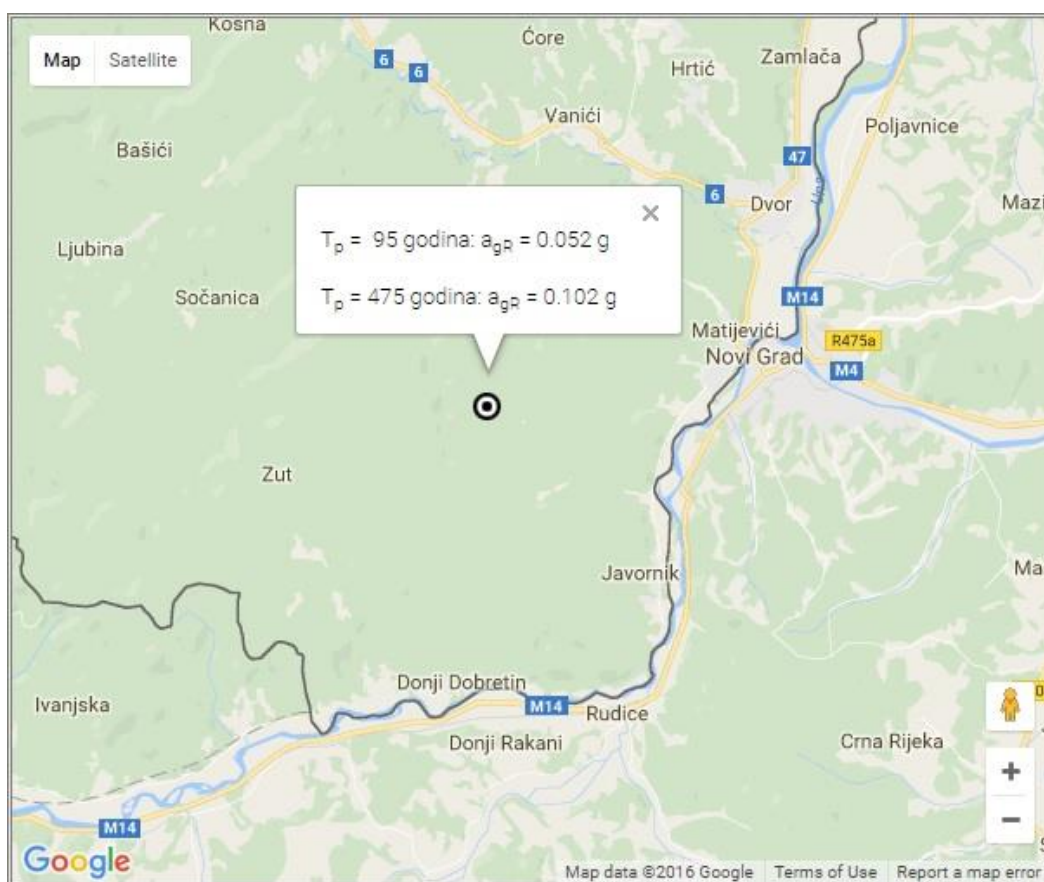 Kosna
Ćore
Zamlača
Map
Satellite
6
6
Hrtić
Vanići
Poljavnice
Bašići
47
Una
6
Dvor
Mazi
Ljubina
Tp = 95 godina: agR = 0.052 g
Sočanica
Tp = 475 godina: agR = 0.102 g
M14
Matijevići
R475a
Novi Grad
M4
Zut
Javornik
Ma
Donji Dobretin
Ivanjska
M14
Rudice
Donji Rakani
Crna Rijeka
M14
Google
Map data ©2016 Google
Terms of Use
Report a map error